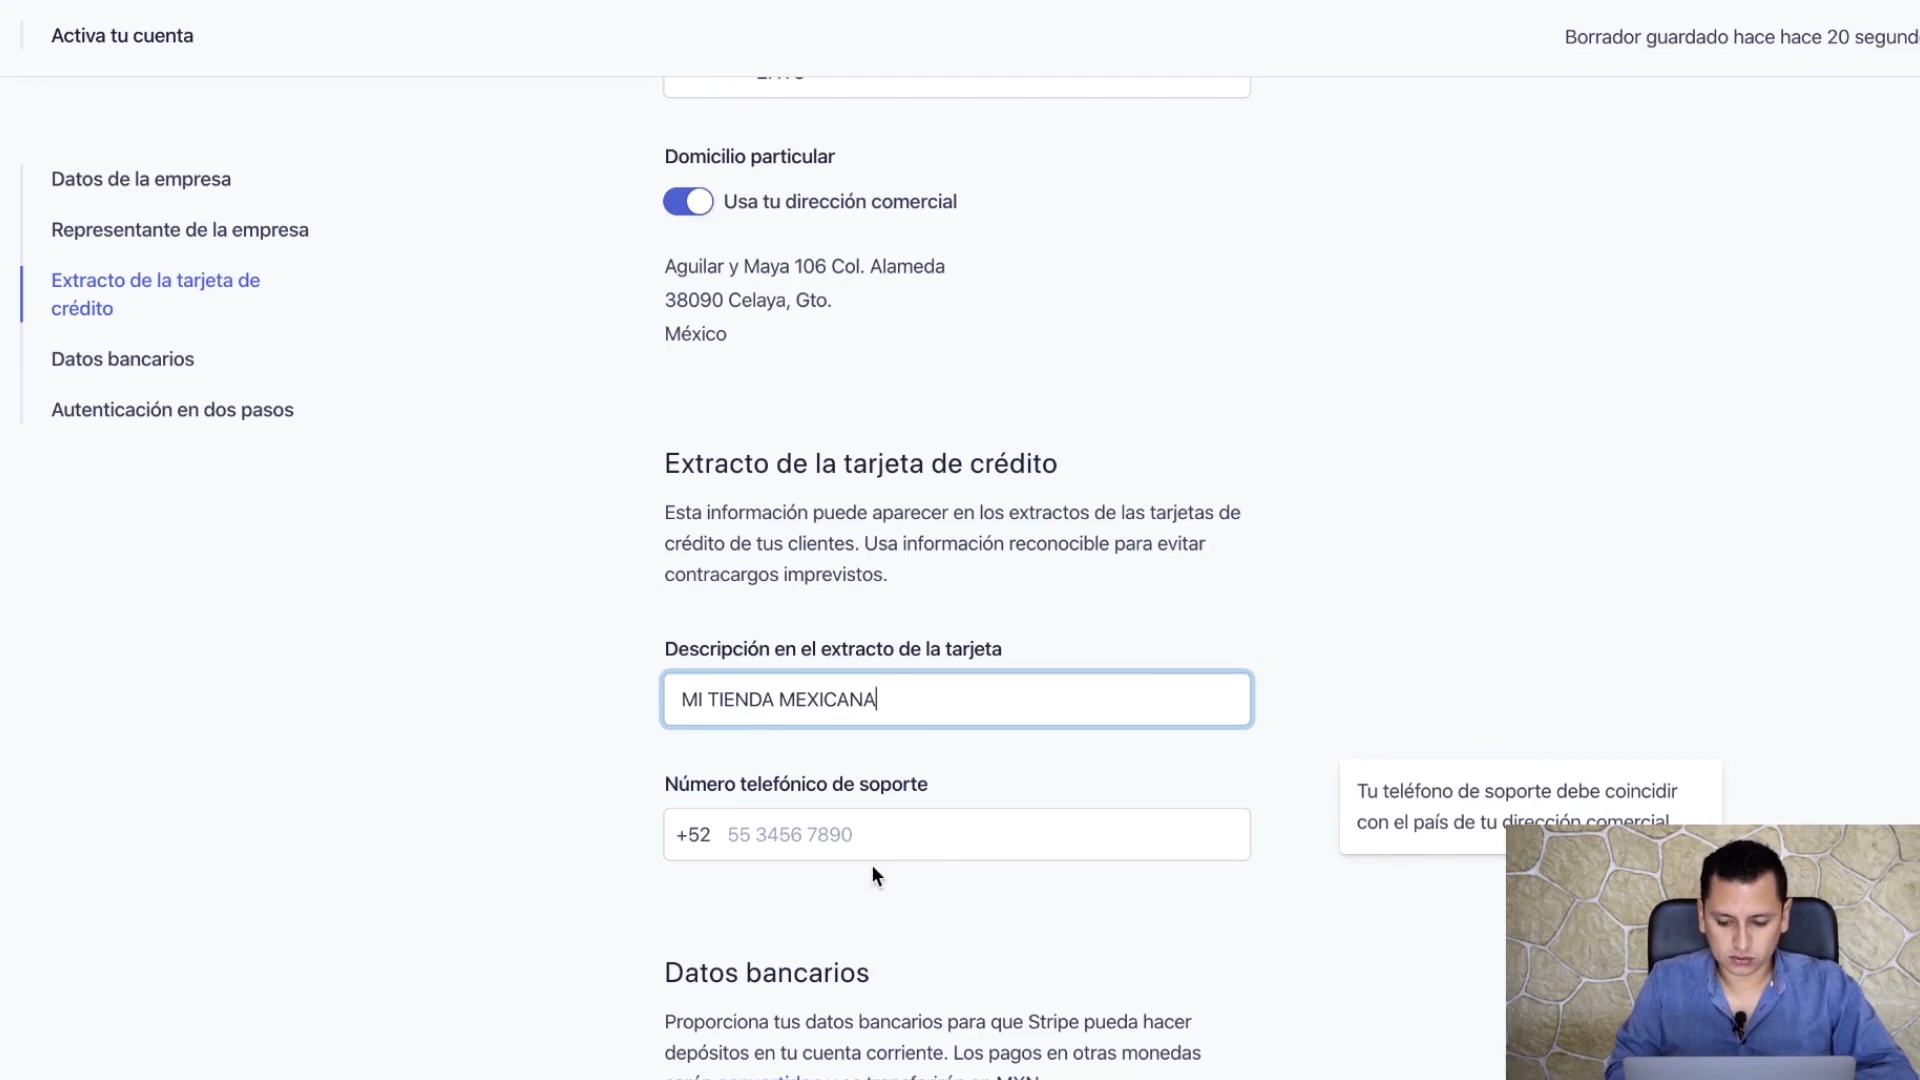 Activa tu cuenta
Borrador guardado hace hace 20
Domicilio particular
Usa tu dirección comercial
Datos de la empresa
Representante de la empresa
Extracto de la tarjeta de
crédito
Datos bancarios
Autenticación en dos pasos
Aguilar y Maya 106 Col. Alameda
38090 Celaya, Gto.
México
Extracto de la tarjeta de crédito
Esta información puede aparecer en los extractos de las tarjetas de
crédito de tus clientes. Usa información reconocible para evitar
contracargos imprevistos.
Descripción en el extracto de la tarjeta
MI TIENDA MEXICANA
Número telefónico de soporte
+52 55 3456 7890
Tu teléfono de soporte debe coincidir
con el país de tu dirección comercial
Datos bancarios
Proporciona tus datos bancarios para que Stripe pueda hacer
depósitos en tu cuenta corriente. Los pagos en otras monedas